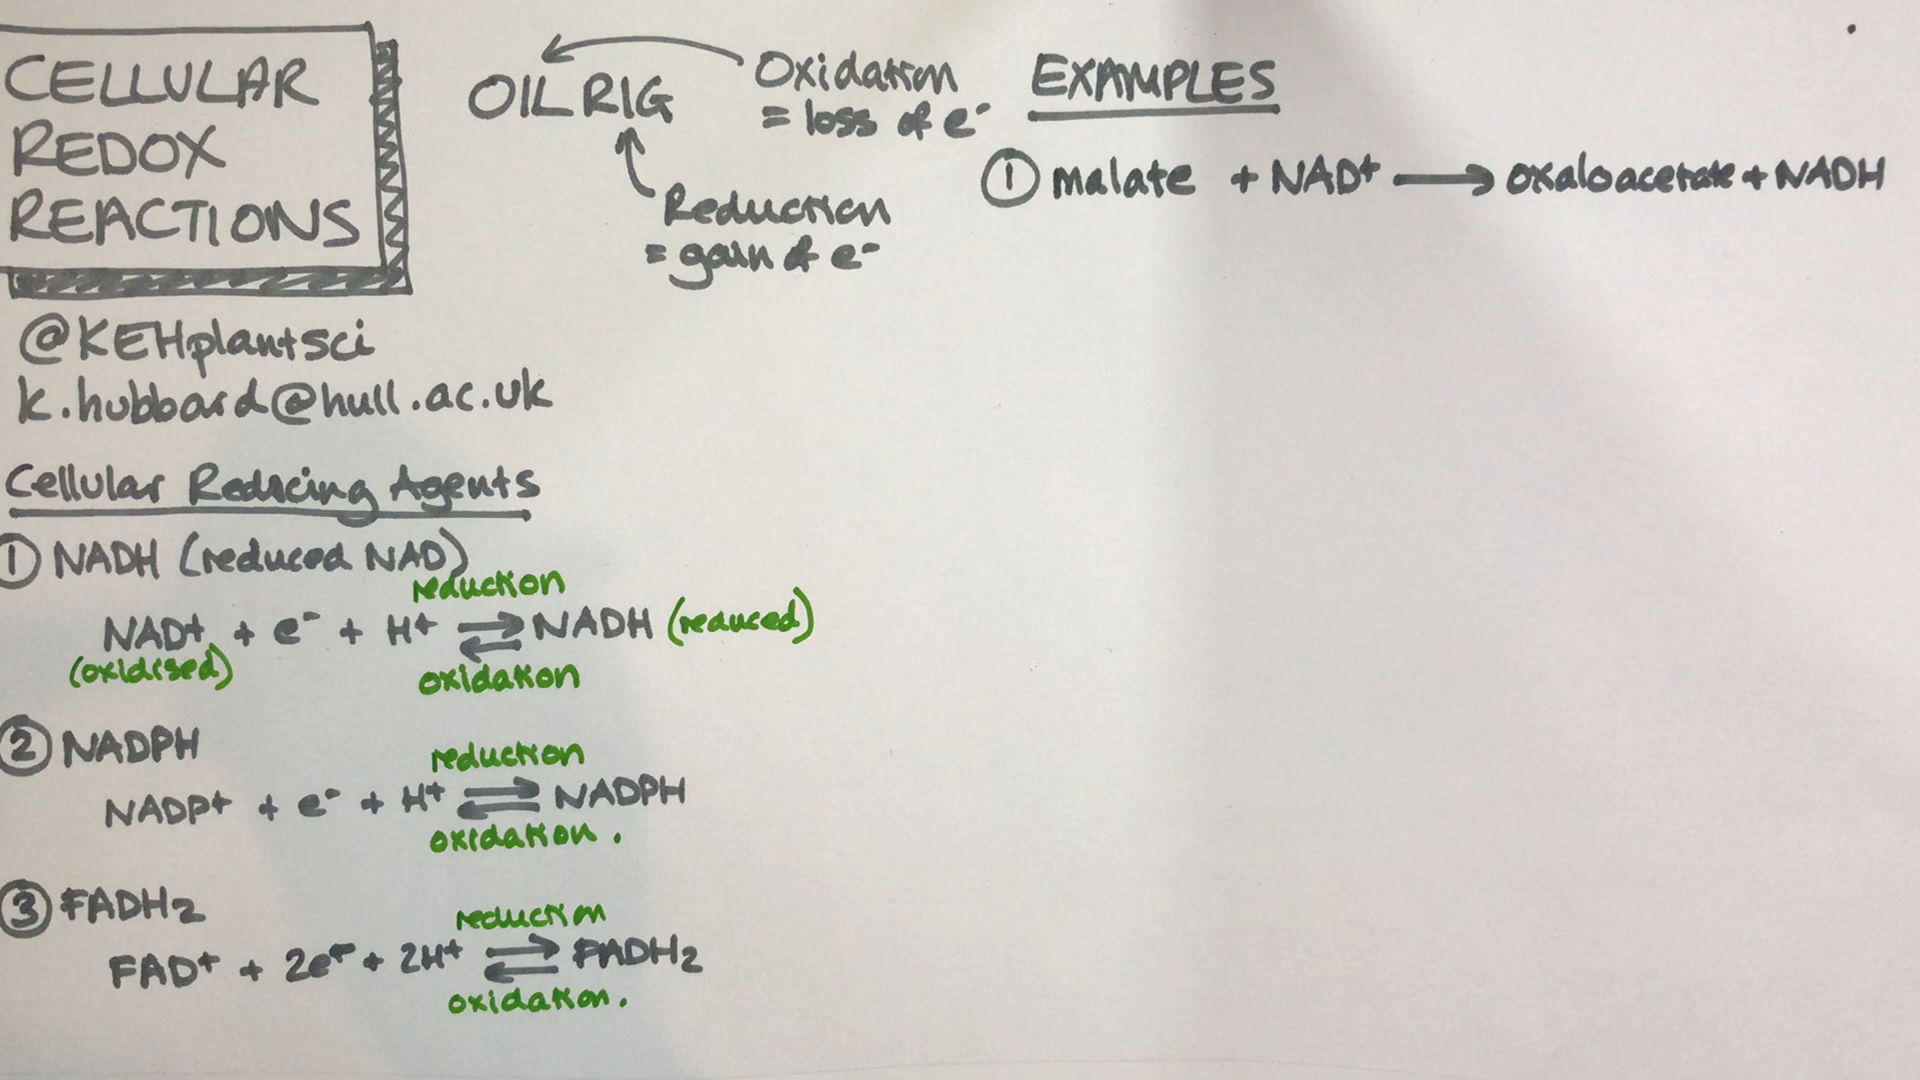 CELLULAR
REDOX
REACTIONS
@KEHplantsci
k.hubbard@hull.ac.uk
OILRIG
Oxidation
= loss of e-
Reduction
= gain of e-
Cellular Reducing Agents
① NADH (reduced NAD)
reduction
NAD+ + e- + H+ ⇌ NADH (reduced)
(oxidised)
oxidation
② NADPH
reduction
NADP+ + e- + H+ ⇌ NADPH
oxidation.
③ FADH2
reduction
FAD+ + 2e- + 2H+ ⇌ FADH2
oxidation.
EXAMPLES
① malate + NAD+ → oxaloacetate + NADH